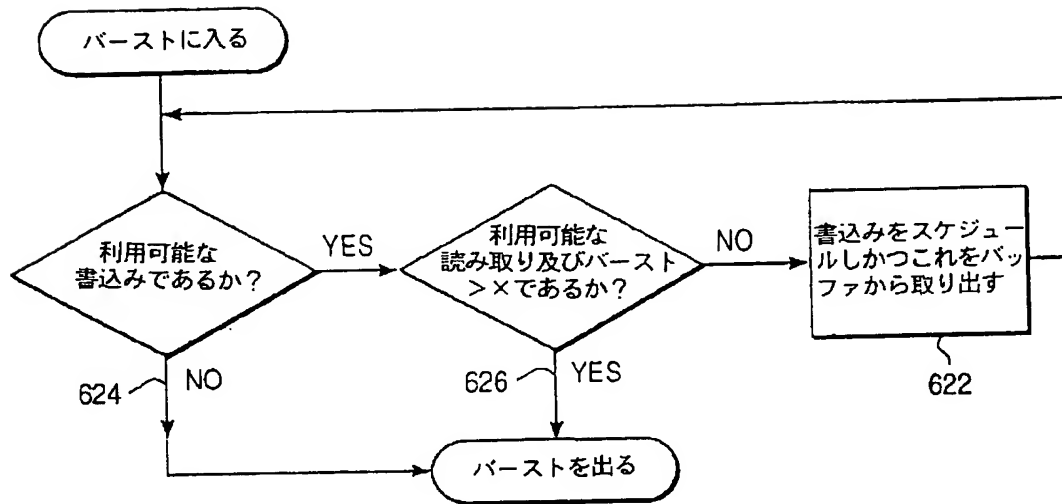 バーストに入る
利用可能な
書込みであるか?
YES
利用可能な
読み取り及びバースト
>×であるか?
NO
書込みをスケジュー
ルしかつこれをバッ
ファから取り出す
624
NO
626
YES
622
バーストを出る